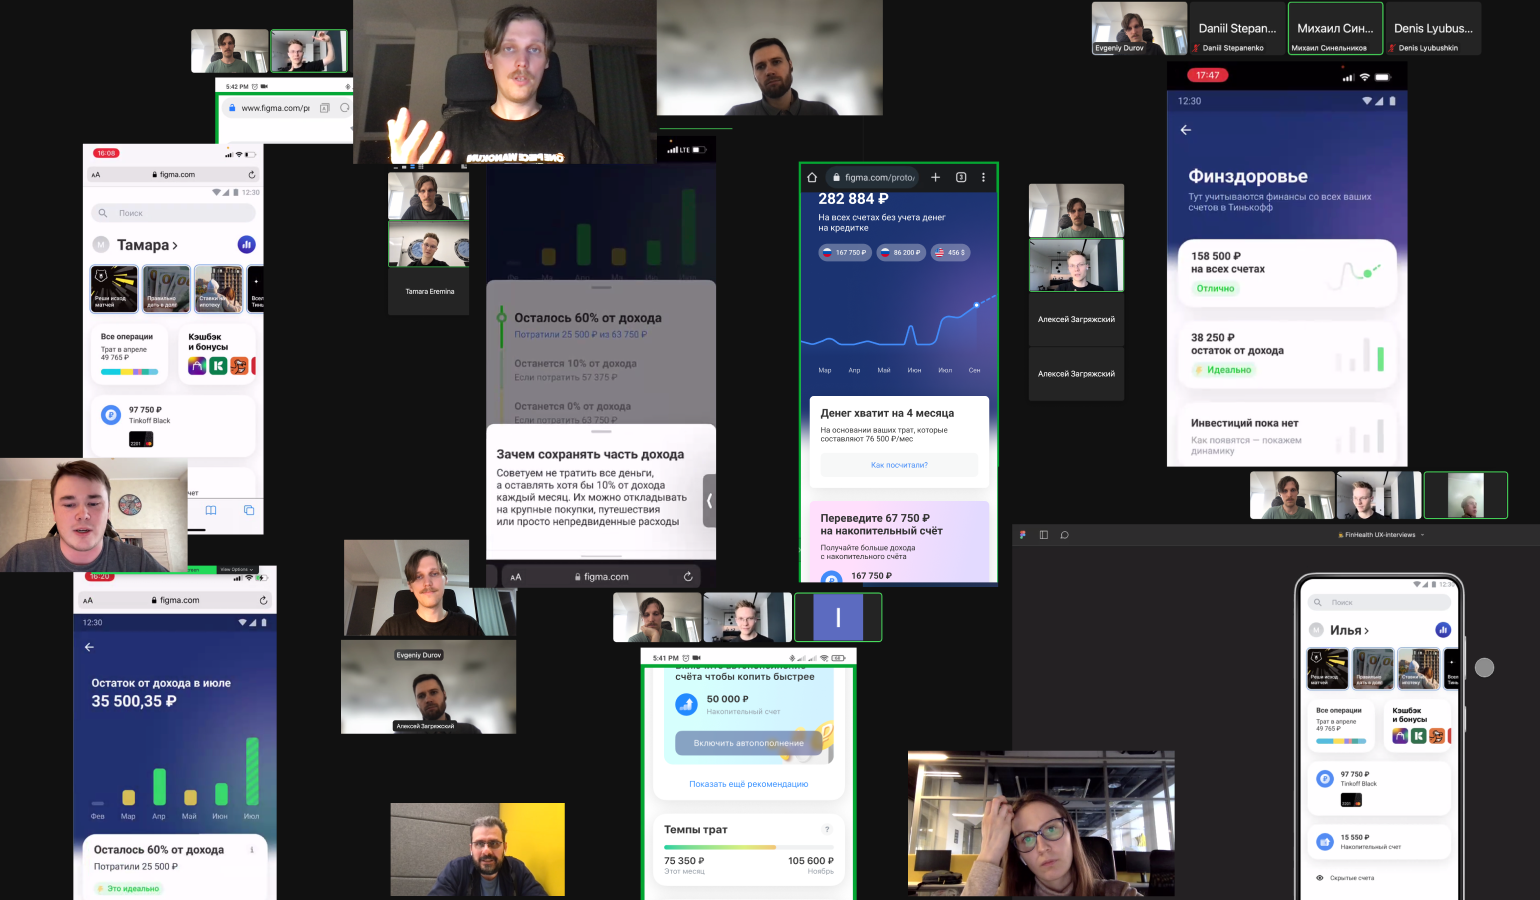 5:42 PM
www.figma.com/pr
16:08
AA
figma.com
12:30
Поиск
M
Тамара
Реши исход
матчей
Правильно
дать в долг
Ставки на
ипотеку
Все операции
Трат в апреле
49 765 ₽
Кэшбэк
и бонусы
97 750 ₽
Tinkoff Black
2201
чет
View Options
16:20
AA
figma.com
12:30
Остаток от дохода в июле
35 500,35 ₽
Фев
Мар
Апр
Май
Июн
Июл
Осталось 60% от дохода
Потратили 25 500 ₽
Это идеально
Tamara Eremina
LTE
Осталось 60% от дохода
Потратили 25 500 ₽ из 63 750 ₽
Останется 10% от дохода
Если потратить 57 375 ₽
Останется 0% от дохода
Если потратить 63 750 ₽
Зачем сохранять часть дохода
Советуем не тратить все деньги,
а оставлять хотя бы 10% от дохода
каждый месяц. Их можно откладывать
на крупные покупки, путешествия
или просто непредвиденные расходы
AA
figma.com
Evgeniy Durov
Алексей Загряжский
figma.com/proto/
3
282 884 ₽
На всех счетах без учета денег
на кредитке
167 750 ₽
86 200 ₽
456 $
Мар
Апр
Май
Июн
Июл
Сен
Денег хватит на 4 месяца
На основании ваших трат, которые
составляют 76 500 ₽/мес
Как посчитали?
Переведите 67 750 ₽
на накопительный счёт
Получайте больше дохода
с накопительного счёта
167 750 ₽
I
5:41 PM
счёта чтобы копить быстрее
50 000 ₽
Накопительный счет
Включить автопополнение
Показать ещё рекомендацию
Темпы трат
?
75 350 ₽
105 600 ₽
Этот месяц
Ноябрь
Алексей Загряжский
Алексей Загряжский
Evgeniy Durov
Daniil Stepan...
Daniil Stepanenko
Михаил Син...
Михаил Синельников
Denis Lyubus...
Denis Lyubushkin
17:47
12:30
Финздоровье
Тут учитываются финансы со всех ваших
счетов в Тинькофф
158 500 ₽
на всех счетах
Отлично
38 250 ₽
остаток от дохода
Идеально
Инвестиций пока нет
Как появятся — покажем
динамику
FinHealth UX-interviews
12:30
Поиск
M
Илья
Реши исход
матчей
Правильно
дать в долг
Ставки на
ипотеку
Все операции
Трат в апреле
49 765 ₽
Кэшбэк
и бонусы
97 750 ₽
Tinkoff Black
2201
15 550 ₽
Накопительный счет
Скрытые счета